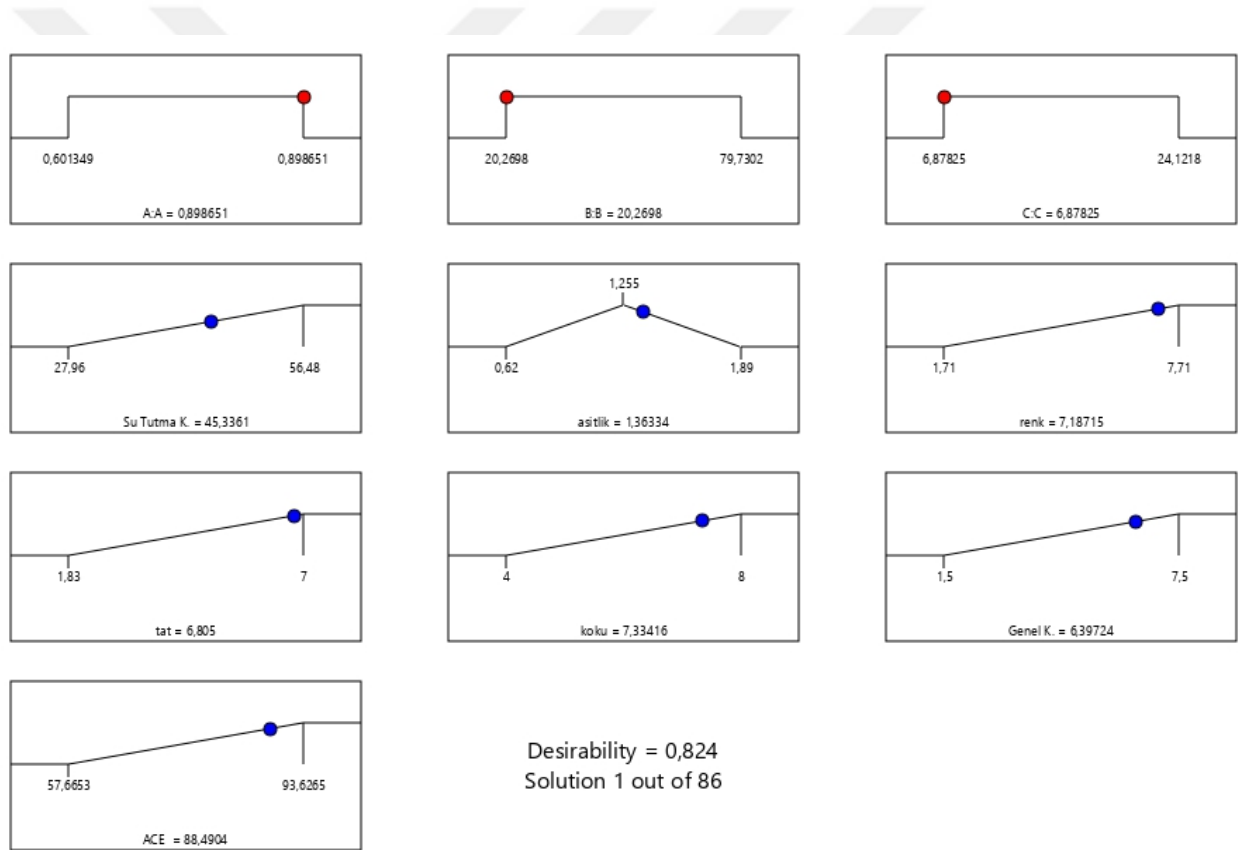 0,601349 0,898651
A:A = 0,898651
20,2698 79,7302
B:B = 20,2698
6,87825 24,1218
C:C = 6,87825
27,96 56,48
Su Tutma K. = 45,3361
1,255
0,62 1,89
asitlik = 1,36334
1,71 7,71
renk = 7,18715
1,83 7
tat = 6,805
4 8
koku = 7,33416
1,5 7,5
Genel K. = 6,39724
57,6653 93,6265
ACE = 88,4904
Desirability = 0,824
Solution 1 out of 86